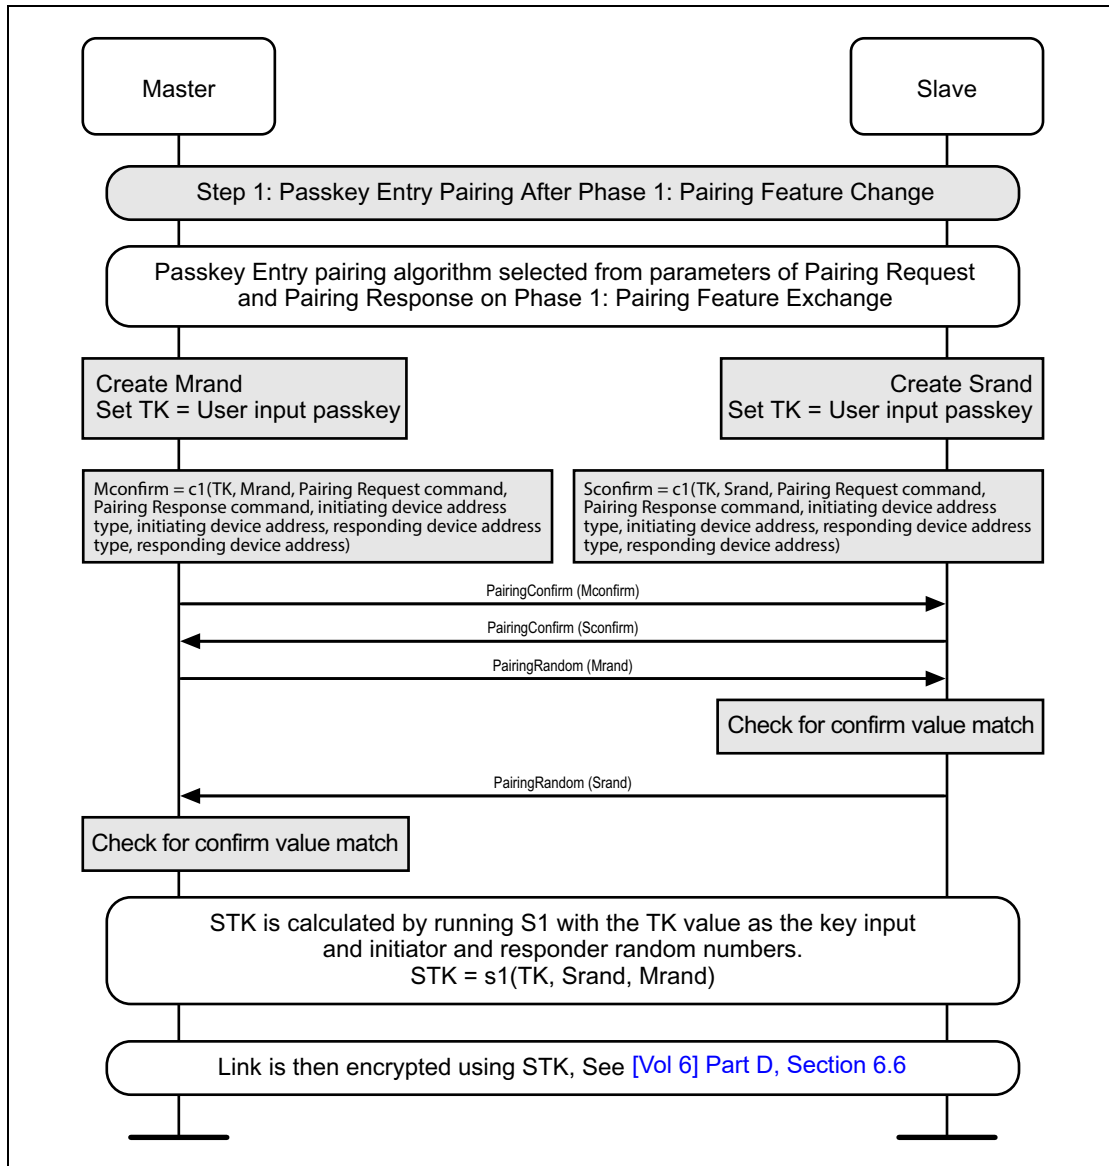 Master
Slave
Step 1: Passkey Entry Pairing After Phase 1: Pairing Feature Change
Passkey Entry pairing algorithm selected from parameters of Pairing Request
and Pairing Response on Phase 1: Pairing Feature Exchange
Create Mrand
Set TK = User input passkey
Create Srand
Set TK = User input passkey
Mconfirm = c1(TK, Mrand, Pairing Request command,
Pairing Response command, initiating device address
type, initiating device address, responding device address
type, responding device address)
Sconfirm = c1(TK, Srand, Pairing Request command,
Pairing Response command, initiating device address
type, initiating device address, responding device address
type, responding device address)
PairingConfirm (Mconfirm)
PairingConfirm (Sconfirm)
PairingRandom (Mrand)
Check for confirm value match
PairingRandom (Srand)
Check for confirm value match
STK is calculated by running S1 with the TK value as the key input
and initiator and responder random numbers.
STK = s1(TK, Srand, Mrand)
Link is then encrypted using STK, See [Vol 6] Part D, Section 6.6